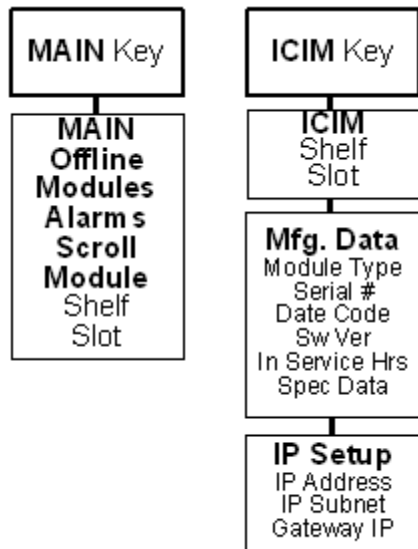 MAIN Key
MAIN
Offline
Modules
Alarms
Scroll
Module
Shelf
Slot
ICIM Key
ICIM
Shelf
Slot
Mfg. Data
Module Type
Serial #
Date Code
Sw Ver
In Service Hrs
Spec Data
IP Setup
IP Address
IP Subnet
Gateway IP